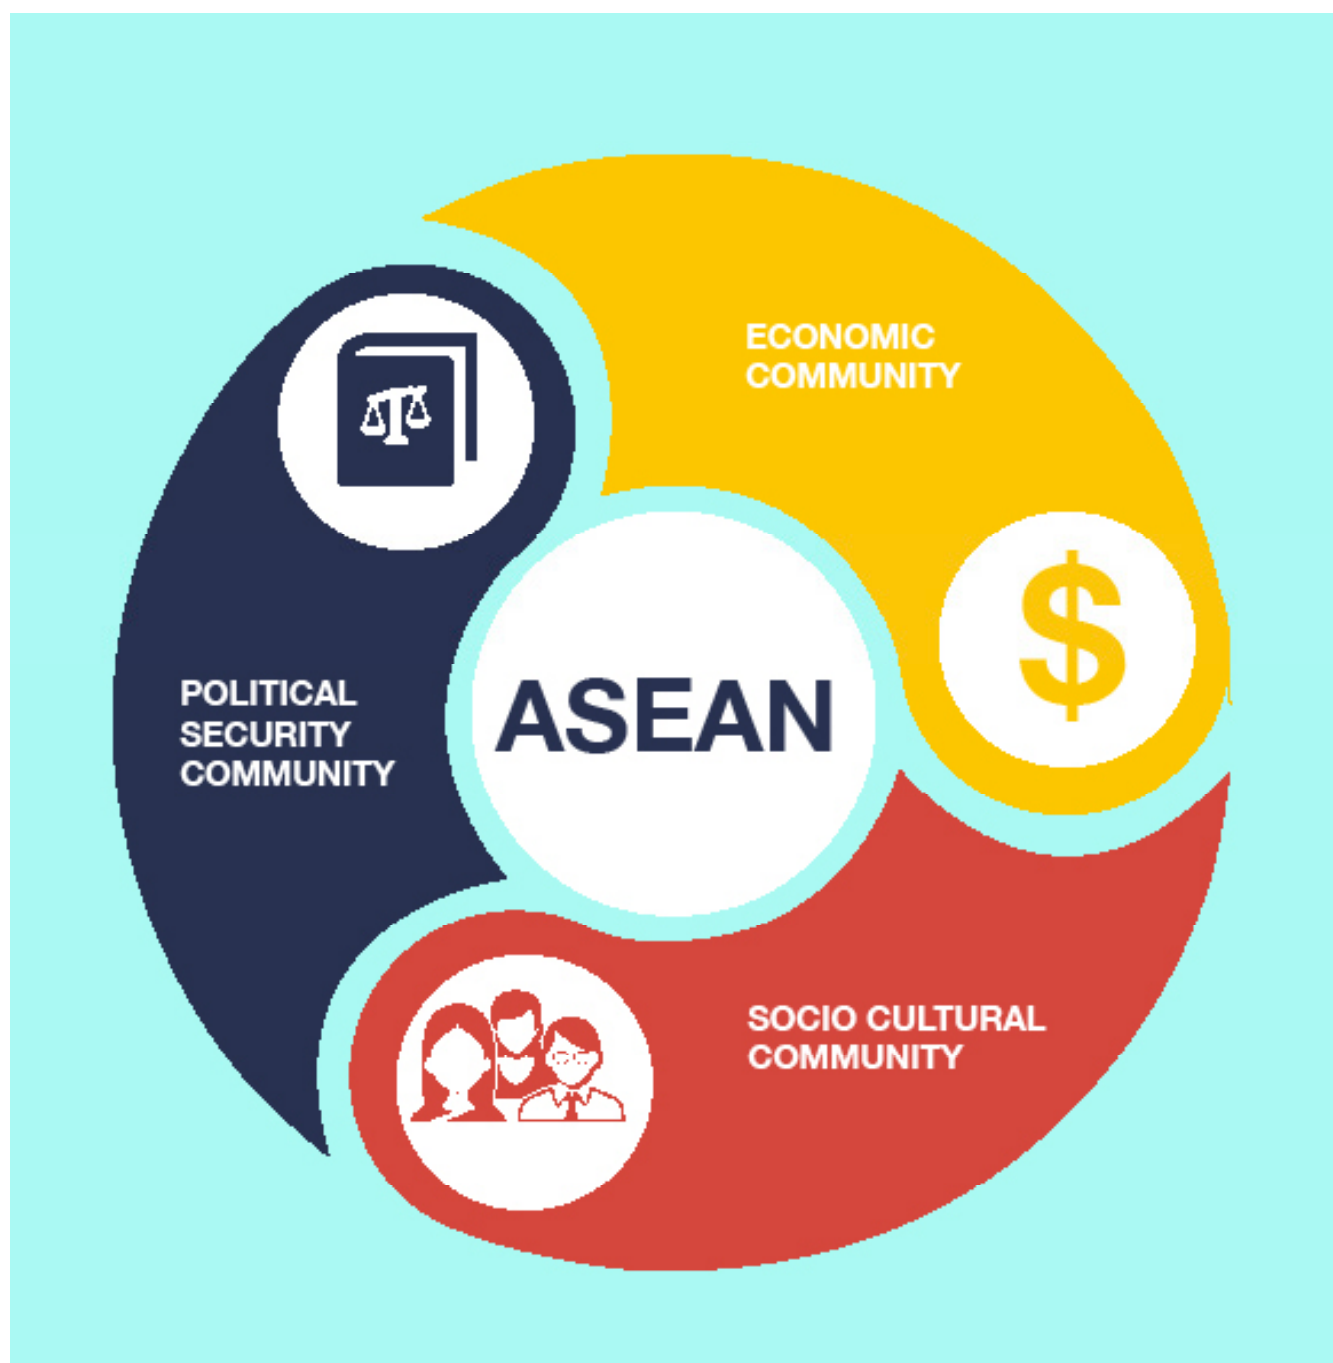 ECONOMIC
COMMUNITY
$
POLITICAL
SECURITY
COMMUNITY
ASEAN
SOCIO CULTURAL
COMMUNITY